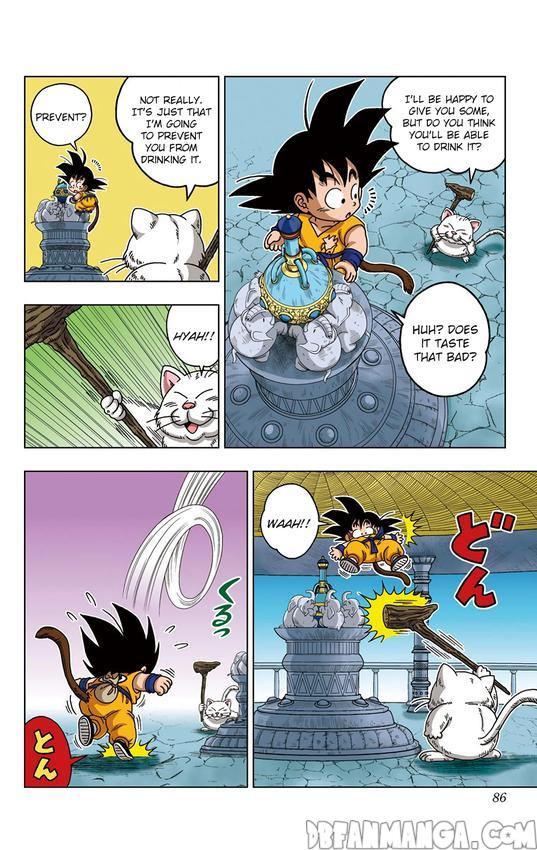 I'LL BE HAPPY TO
GIVE YOU SOME,
BUT DO YOU THINK
YOU'LL BE ABLE
TO DRINK IT?
HUH? DOES
IT TASTE
THAT BAD?
NOT REALLY.
IT'S JUST THAT
I'M GOING
TO PREVENT
YOU FROM
DRINKING IT.
PREVENT?
HYAH!!
どん
WAAH!!
くるっ
とん
86
DBFANMANGA.COM